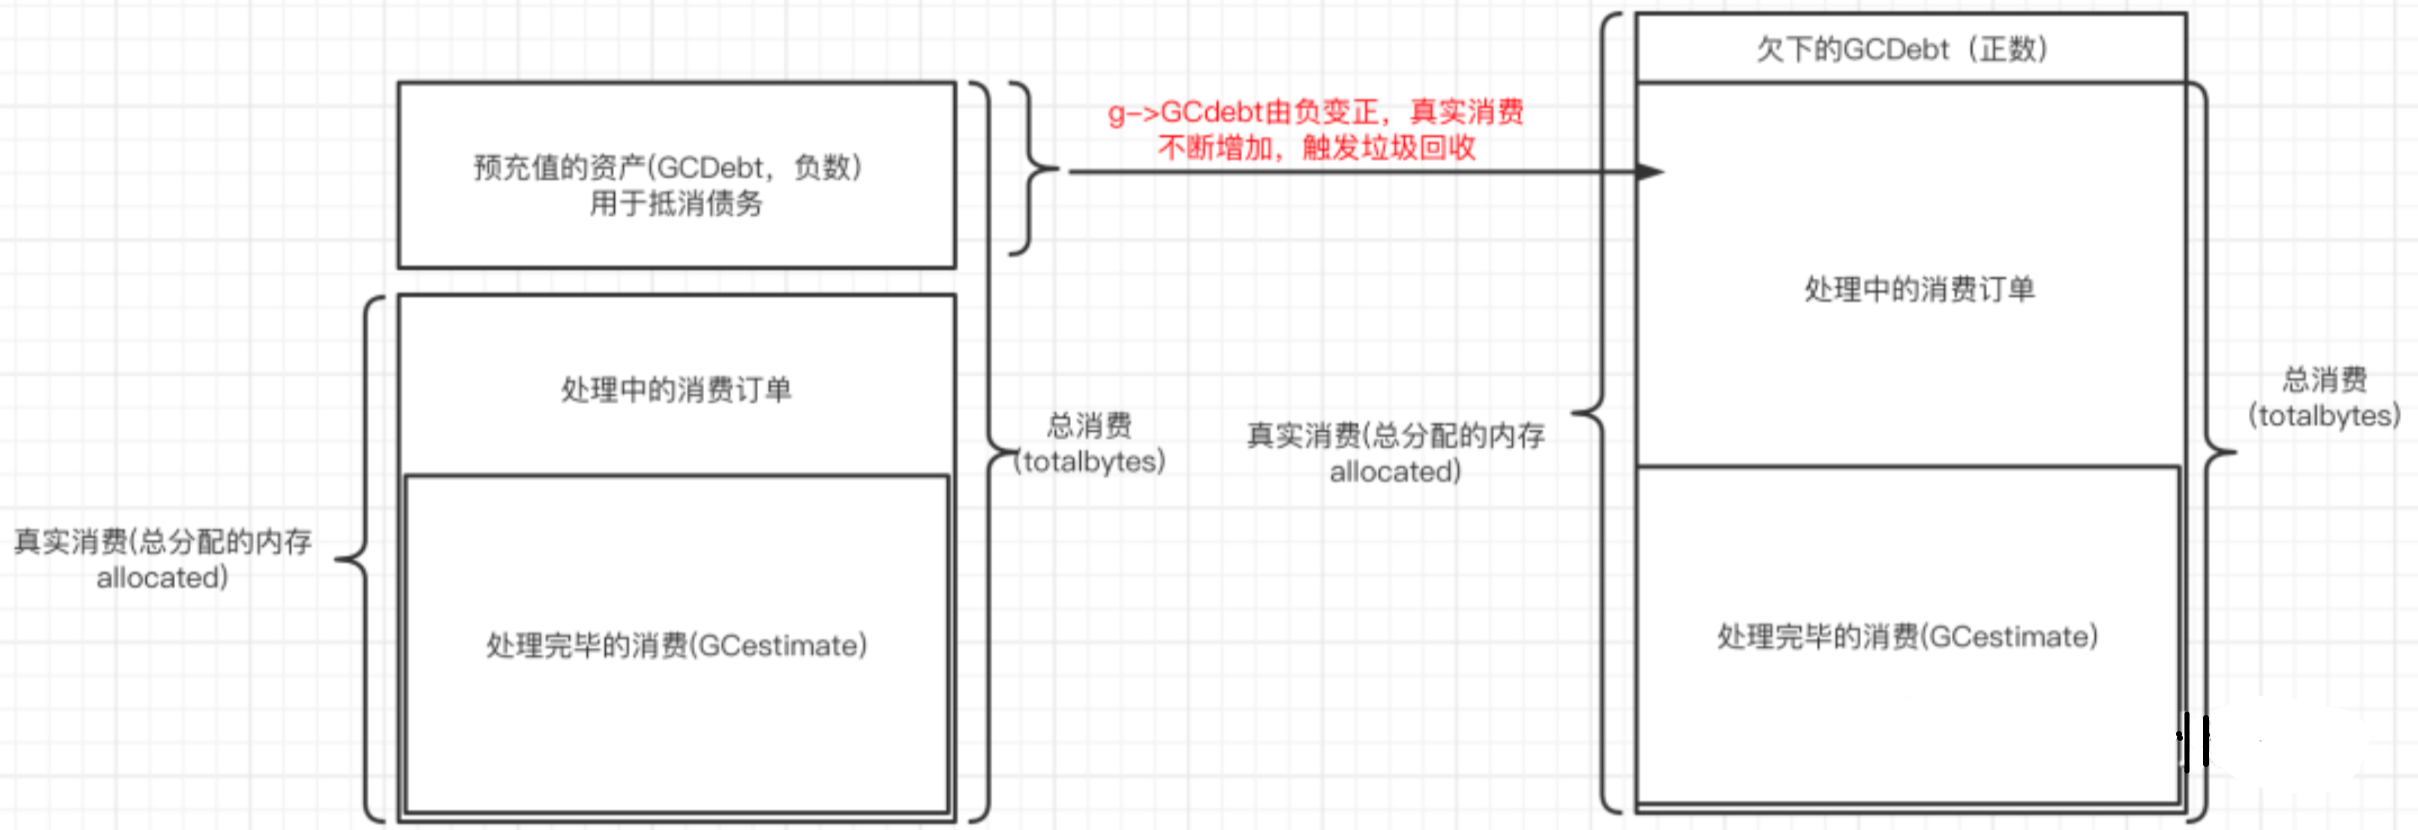 预充值的资产(GCDebt，负数)
用于抵消债务
处理中的消费订单
处理完毕的消费(GCestimate)
真实消费(总分配的内存
allocated)
总消费
(totalbytes)
g->GCdebt由负变正，真实消费
不断增加，触发垃圾回收
欠下的GCDebt（正数）
处理中的消费订单
处理完毕的消费(GCestimate)
真实消费(总分配的内存
allocated)
总消费
(totalbytes)